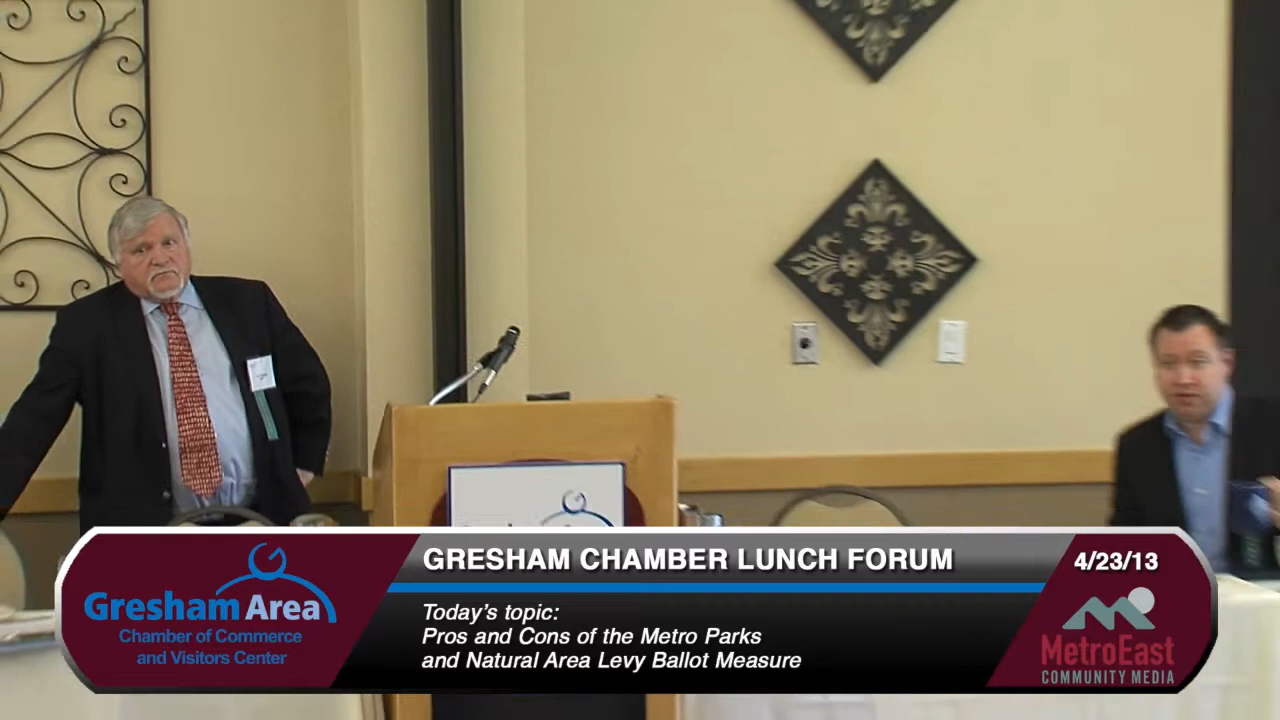 GRESHAM CHAMBER LUNCH FORUM
4/23/13
Gresham Area
Chamber of Commerce
and Visitors Center
Today's topic:
Pros and Cons of the Metro Parks
and Natural Area Levy Ballot Measure
MetroEast
COMMUNITY MEDIA